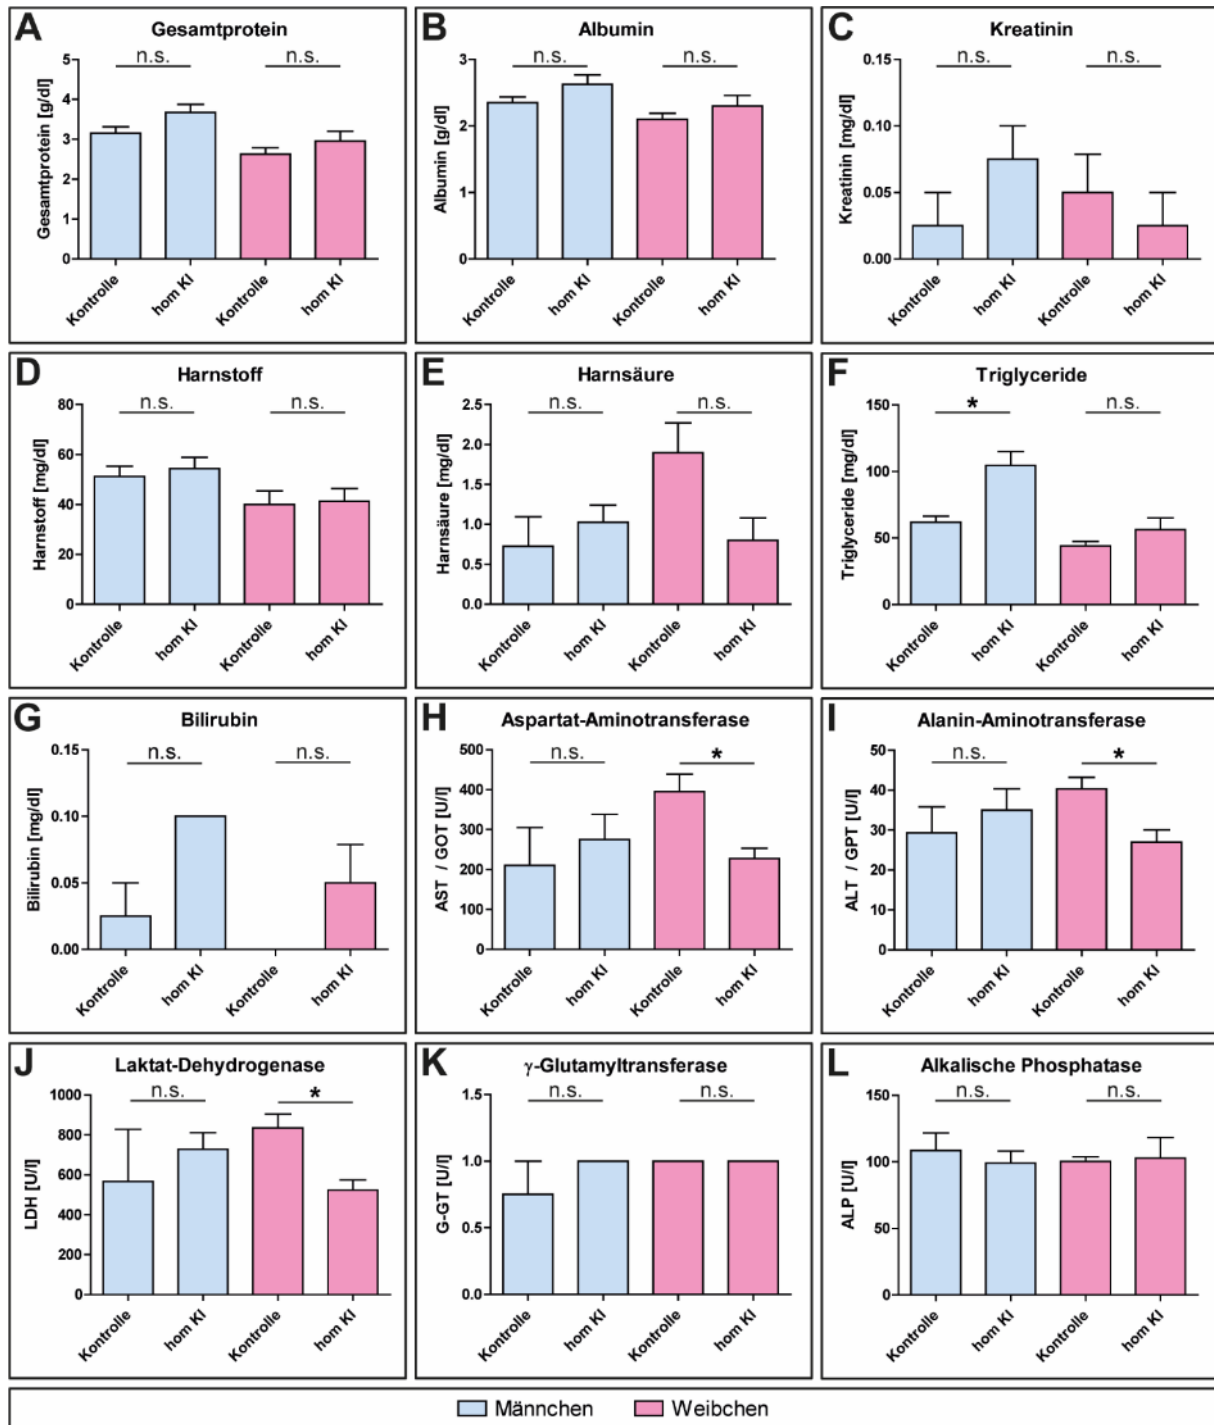 A Gesamtprotein
n.s. n.s.
Gesamtprotein [g/dl]
5
4
3
2
1
0
Kontrolle hom KI Kontrolle hom KI
B Albumin
n.s. n.s.
Albumin [g/dl]
3
2
1
0
Kontrolle hom KI Kontrolle hom KI
C Kreatinin
n.s. n.s.
Kreatinin [mg/dl]
0.15
0.10
0.05
0.00
Kontrolle hom KI Kontrolle hom KI
D Harnstoff
n.s. n.s.
Harnstoff [mg/dl]
80
60
40
20
0
Kontrolle hom KI Kontrolle hom KI
E Harnsäure
n.s. n.s.
Harnsäure [mg/dl]
2.5
2.0
1.5
1.0
0.5
0.0
Kontrolle hom KI Kontrolle hom KI
F Triglyceride
* n.s.
Triglyceride [mg/dl]
150
100
50
0
Kontrolle hom KI Kontrolle hom KI
G Bilirubin
n.s. n.s.
Bilirubin [mg/dl]
0.15
0.10
0.05
0.00
Kontrolle hom KI Kontrolle hom KI
H Aspartat-Aminotransferase
n.s. *
AST / GOT [U/l]
500
400
300
200
100
0
Kontrolle hom KI Kontrolle hom KI
I Alanin-Aminotransferase
n.s. *
ALT / GPT [U/l]
50
40
30
20
10
0
Kontrolle hom KI Kontrolle hom KI
J Laktat-Dehydrogenase
n.s. *
LDH [U/l]
1000
800
600
400
200
0
Kontrolle hom KI Kontrolle hom KI
K γ-Glutamyltransferase
n.s. n.s.
G-GT [U/l]
1.5
1.0
0.5
0.0
Kontrolle hom KI Kontrolle hom KI
L Alkalische Phosphatase
n.s. n.s.
ALP [U/l]
150
100
50
0
Kontrolle hom KI Kontrolle hom KI
Männchen Weibchen